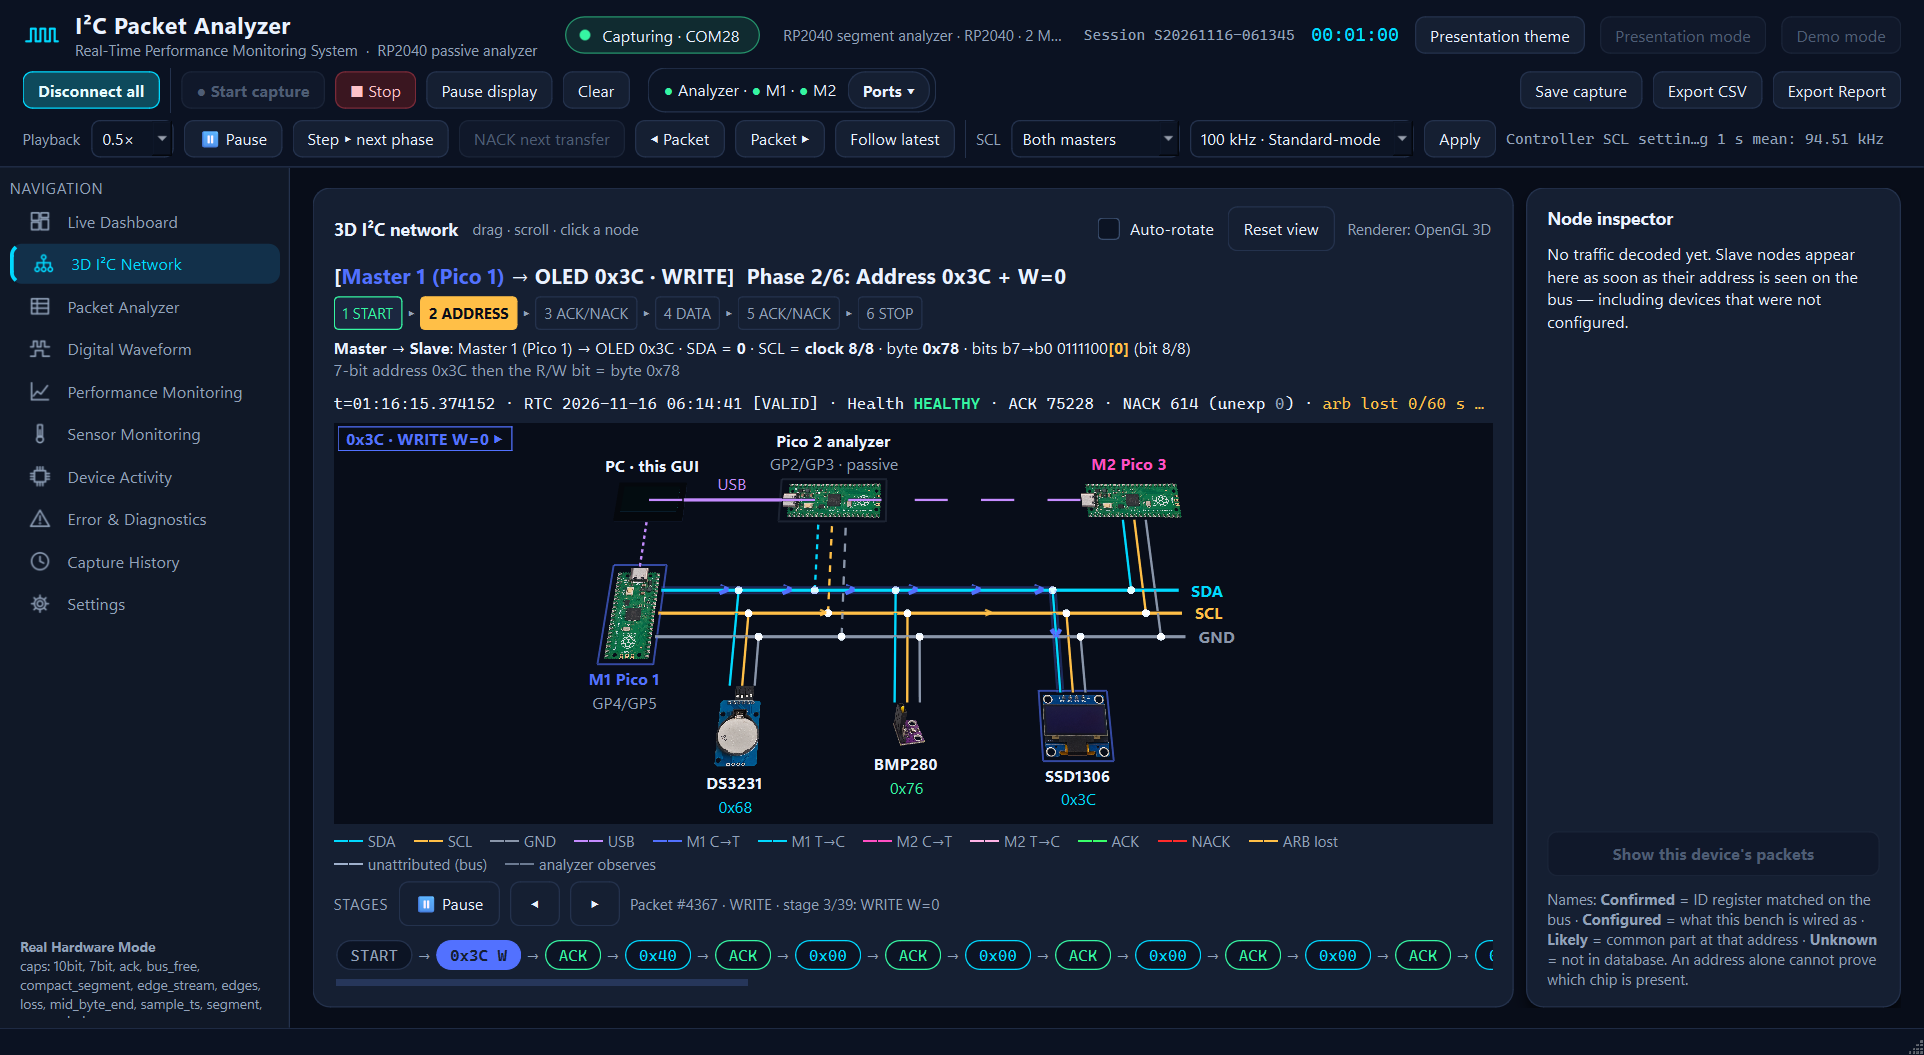 I²C Packet Analyzer
Real-Time Performance Monitoring System · RP2040 passive analyzer
Capturing · COM28
RP2040 segment analyzer · RP2040 · 2 M…
Session S20261116-061345
00:01:00
Presentation theme
Presentation mode
Demo mode
Disconnect all
● Start capture
■ Stop
Pause display
Clear
● Analyzer · ● M1 · ● M2
Ports ▾
Save capture
Export CSV
Export Report
Playback
0.5×
Pause
Step ▸ next phase
NACK next transfer
◂ Packet
Packet ▸
Follow latest
SCL
Both masters
100 kHz · Standard-mode
Apply
Controller SCL settin…g 1 s mean: 94.51 kHz
NAVIGATION
Live Dashboard
3D I²C Network
Packet Analyzer
Digital Waveform
Performance Monitoring
Sensor Monitoring
Device Activity
Error & Diagnostics
Capture History
Settings
Real Hardware Mode
caps: 10bit, 7bit, ack, bus_free,
compact_segment, edge_stream, edges,
loss, mid_byte_end, sample_ts, segment,
3D I²C network
drag · scroll · click a node
Auto-rotate
Reset view
Renderer: OpenGL 3D
[Master 1 (Pico 1) → OLED 0x3C · WRITE] Phase 2/6: Address 0x3C + W=0
1 START ▸ 2 ADDRESS ▸ 3 ACK/NACK ▸ 4 DATA ▸ 5 ACK/NACK ▸ 6 STOP
Master → Slave: Master 1 (Pico 1) → OLED 0x3C · SDA = 0 · SCL = clock 8/8 · byte 0x78 · bits b7→b0 0111100[0] (bit 8/8)
7-bit address 0x3C then the R/W bit = byte 0x78
t=01:16:15.374152 · RTC 2026-11-16 06:14:41 [VALID] · Health HEALTHY · ACK 75228 · NACK 614 (unexp 0) · arb lost 0/60 s …
0x3C · WRITE W=0 ▸
Pico 2 analyzer
GP2/GP3 · passive
PC · this GUI
USB
M2 Pico 3
SDA
SCL
GND
M1 Pico 1
GP4/GP5
DS3231
0x68
BMP280
0x76
SSD1306
0x3C
SDA
SCL
GND
USB
M1 C→T
M1 T→C
M2 C→T
M2 T→C
ACK
NACK
ARB lost
unattributed (bus)
analyzer observes
STAGES
Pause
◂
▸
Packet #4367 · WRITE · stage 3/39: WRITE W=0
START → 0x3C W → ACK → 0x40 → ACK → 0x00 → ACK → 0x00 → ACK → 0x00 → ACK → 0x00 → ACK →
Node inspector
No traffic decoded yet. Slave nodes appear
here as soon as their address is seen on the
bus — including devices that were not
configured.
Show this device's packets
Names: Confirmed = ID register matched on the
bus · Configured = what this bench is wired as ·
Likely = common part at that address · Unknown
= not in database. An address alone cannot prove
which chip is present.